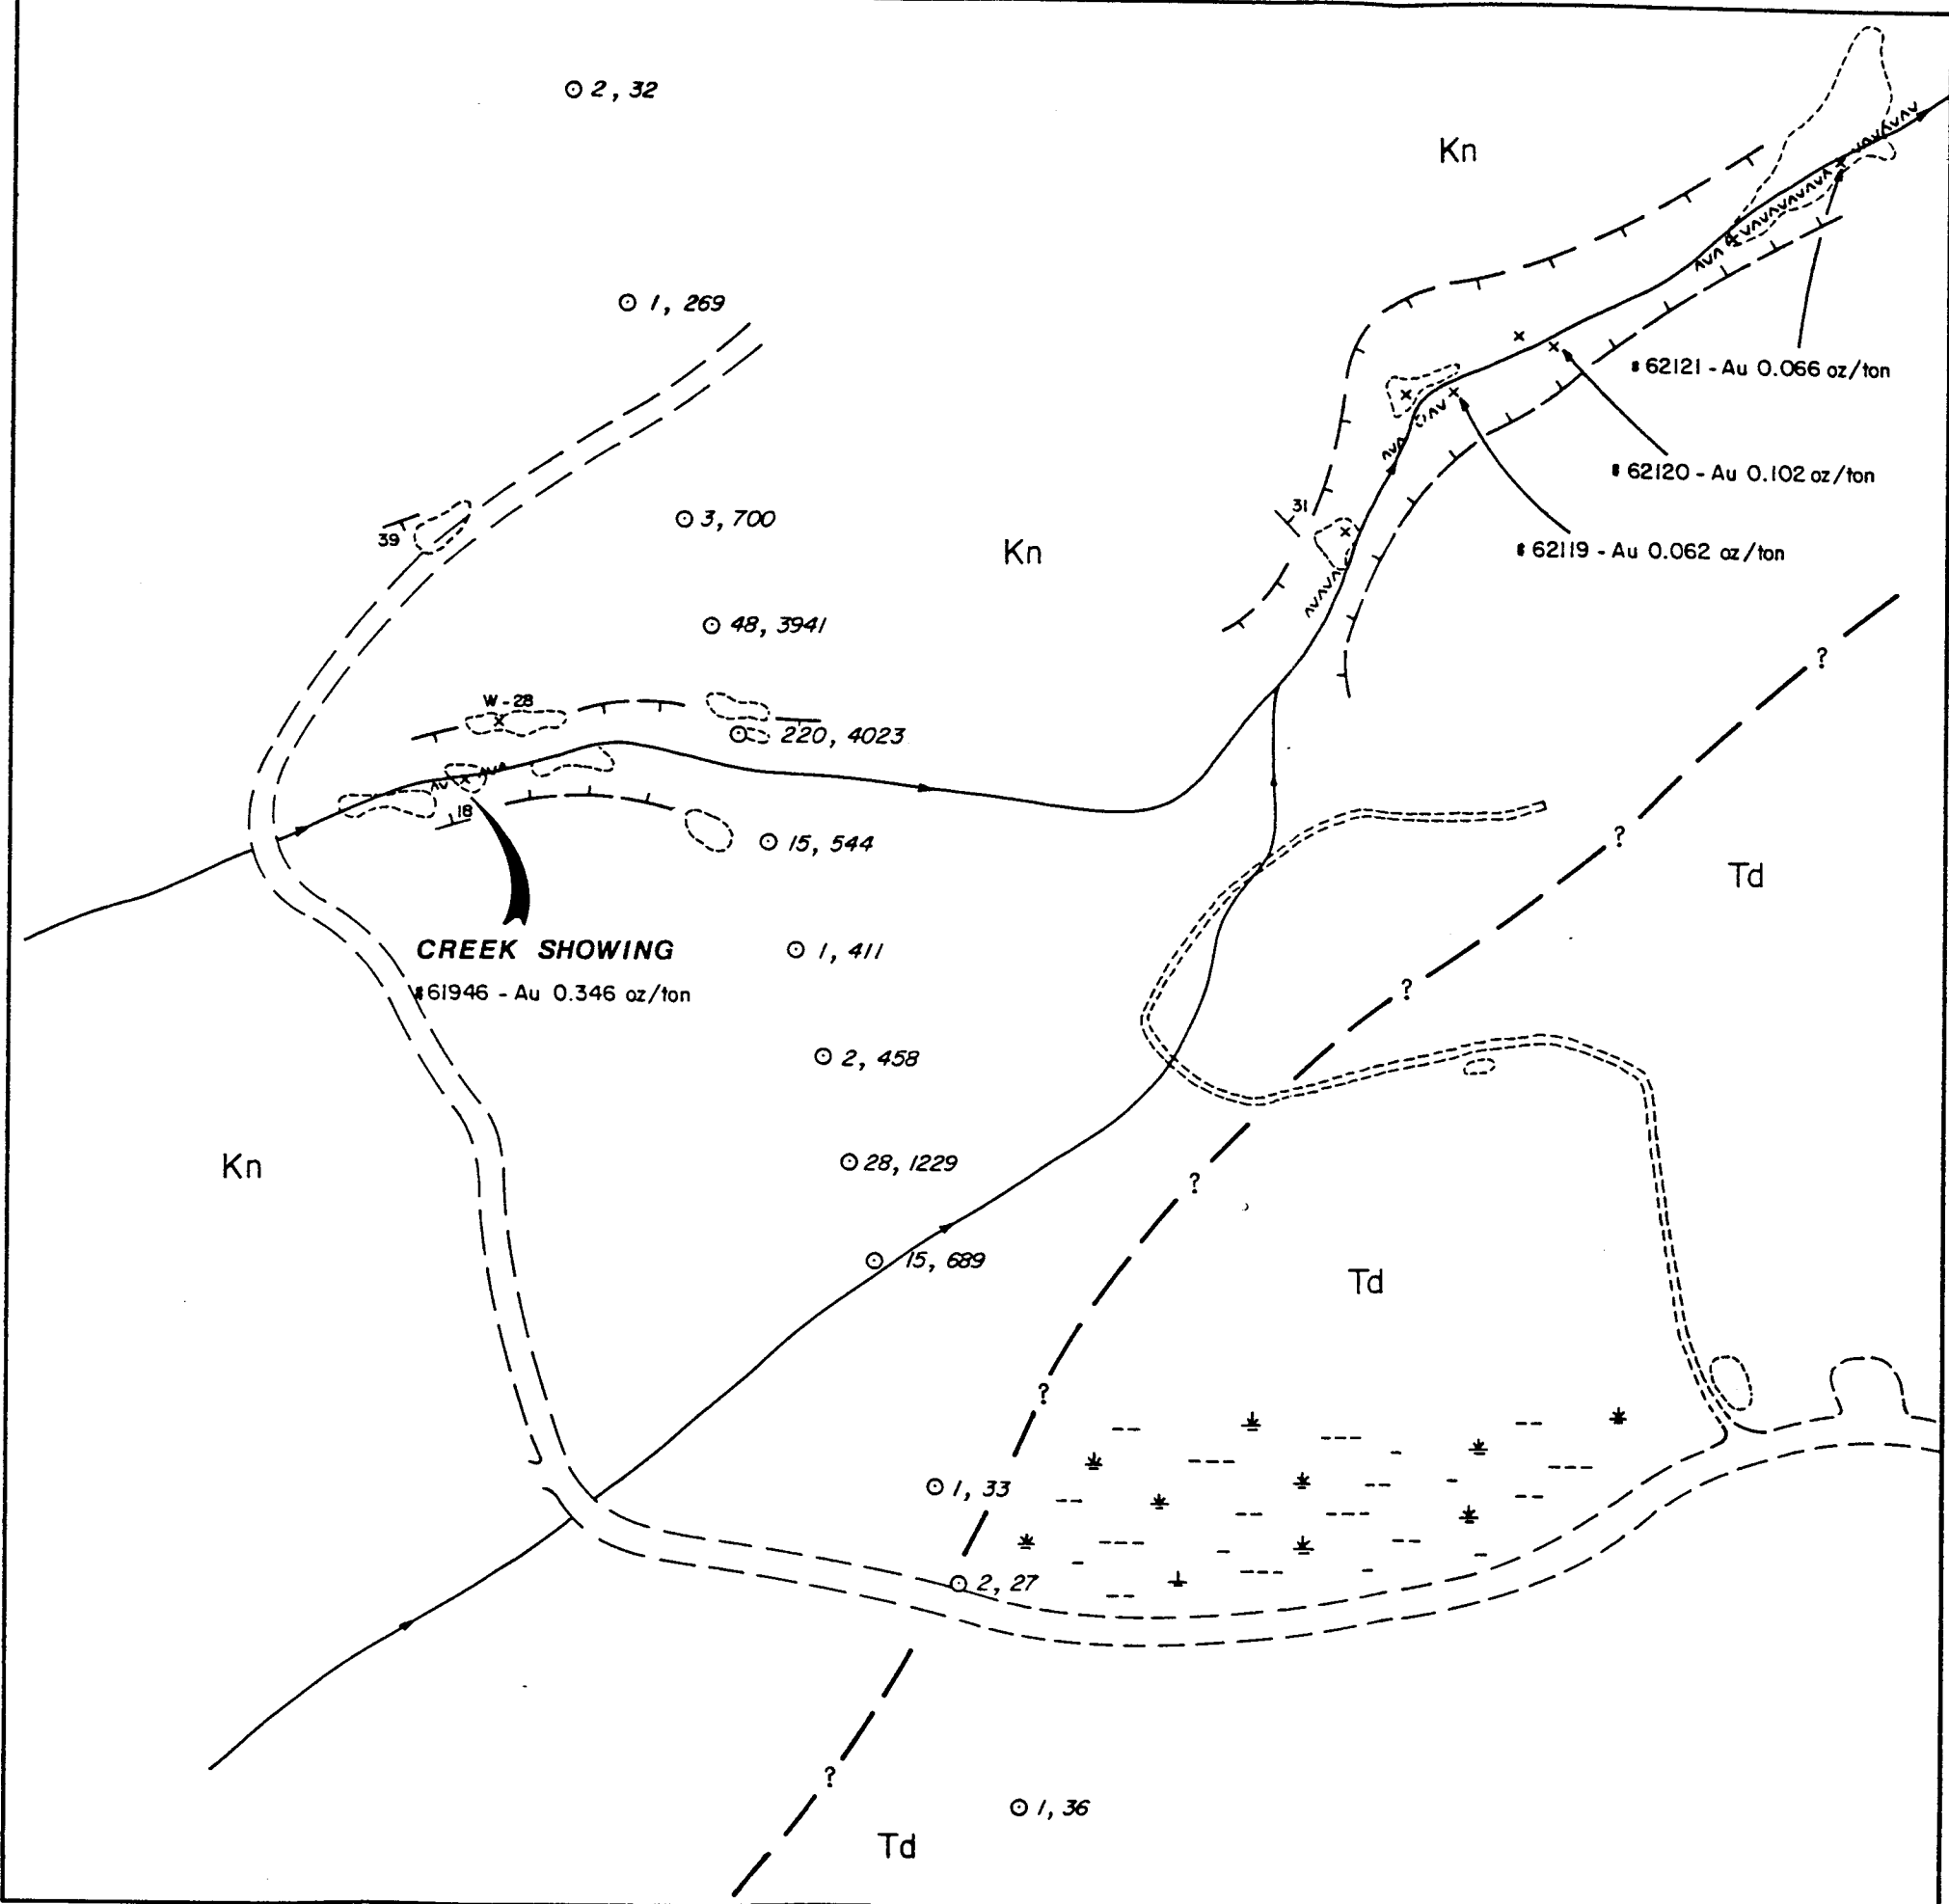 2, 32
Kn
1, 269
# 62121 - Au 0.066 oz/ton
# 62120 - Au 0.102 oz/ton
31
39
3, 700
Kn
# 62119 - Au 0.062 oz/ton
48, 3941
?
W-28
220, 4023
18
15, 544
?
Td
CREEK SHOWING
1, 411
#61946 - Au 0.346 oz/ton
?
2, 458
Kn
28, 1229
?
15, 689
Td
?
1, 33
2, 27
?
1, 36
Td